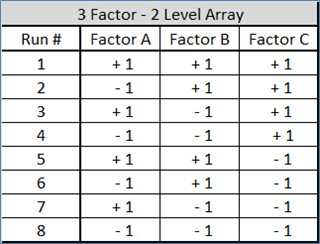 3 Factor - 2 Level Array
Run # Factor A Factor B Factor C
1 + 1 + 1 + 1
2 - 1 + 1 + 1
3 + 1 - 1 + 1
4 - 1 - 1 + 1
5 + 1 + 1 - 1
6 - 1 + 1 - 1
7 + 1 - 1 - 1
8 - 1 - 1 - 1